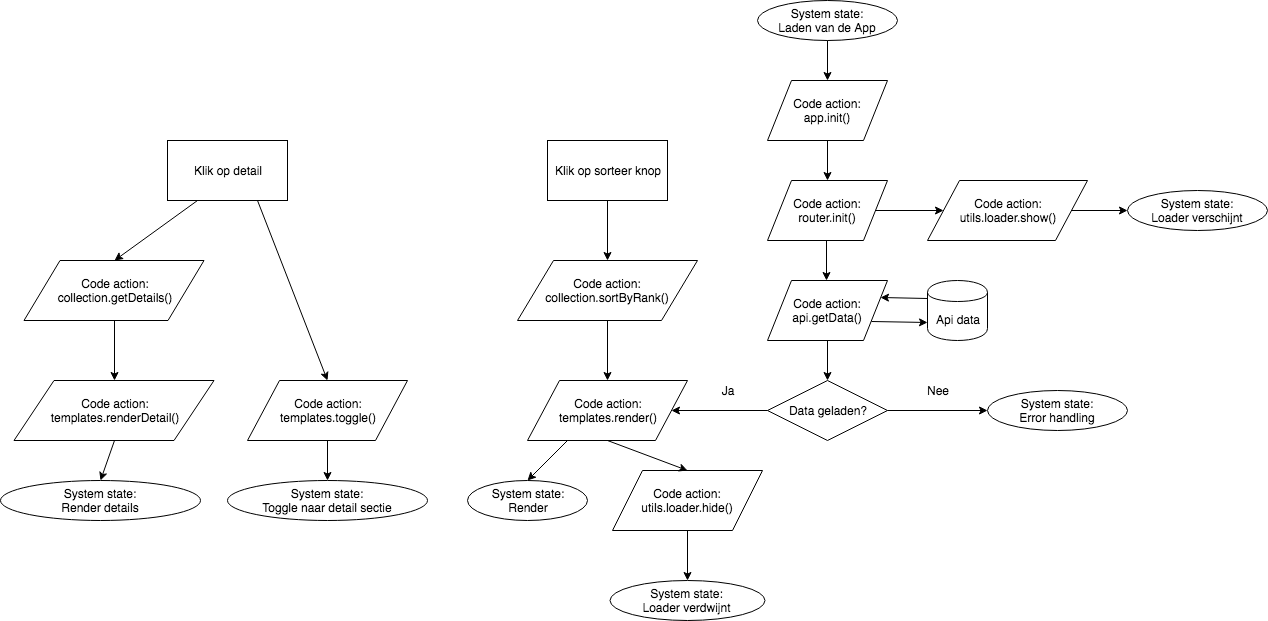 System state:
Laden van de App
Code action:
app.init()
Klik op detail
Klik op sorteer knop
Code action:
router.init()
Code action:
utils.loader.show()
System state:
Loader verschijnt
Code action:
collection.getDetails()
Code action:
collection.sortByRank()
Code action:
api.getData()
Api data
Code action:
templates.renderDetail()
Code action:
templates.toggle()
Code action:
templates.render()
Ja
Data geladen?
Nee
System state:
Error handling
System state:
Render details
System state:
Toggle naar detail sectie
System state:
Render
Code action:
utils.loader.hide()
System state:
Loader verdwijnt